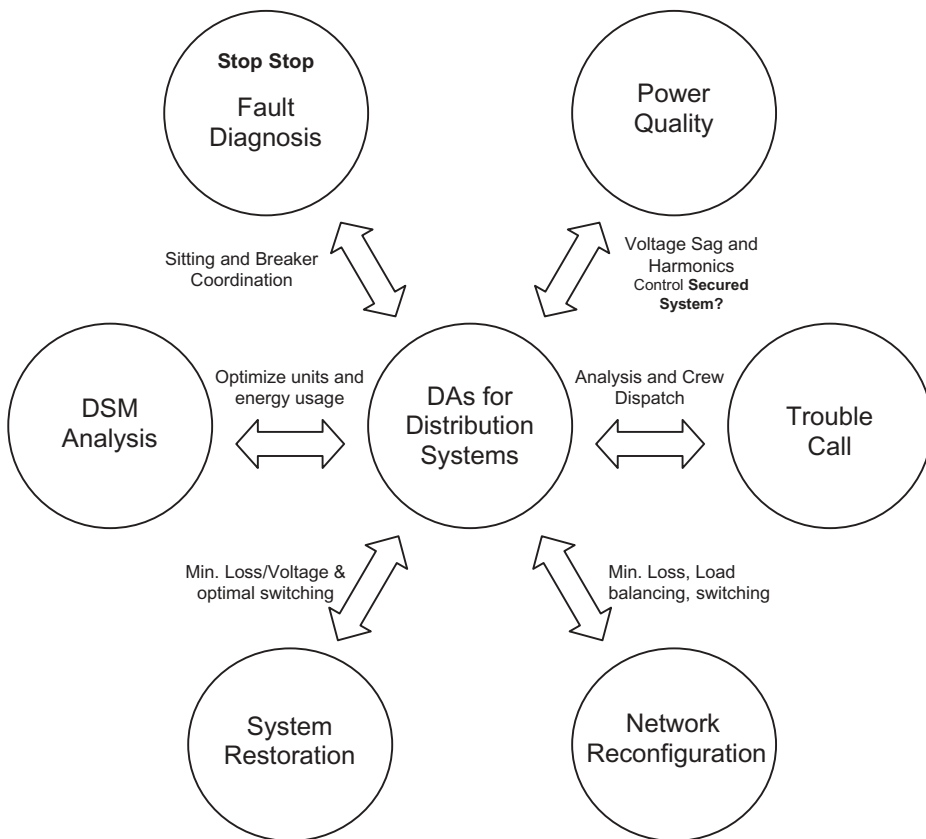 Stop Stop
Fault
Diagnosis
Power
Quality
Sitting and Breaker
Coordination
Voltage Sag and
Harmonics
Control Secured
System?
DSM
Analysis
Optimize units and
energy usage
DAs for
Distribution
Systems
Analysis and Crew
Dispatch
Trouble
Call
Min. Loss/Voltage &
optimal switching
Min. Loss, Load
balancing, switching
System
Restoration
Network
Reconfiguration